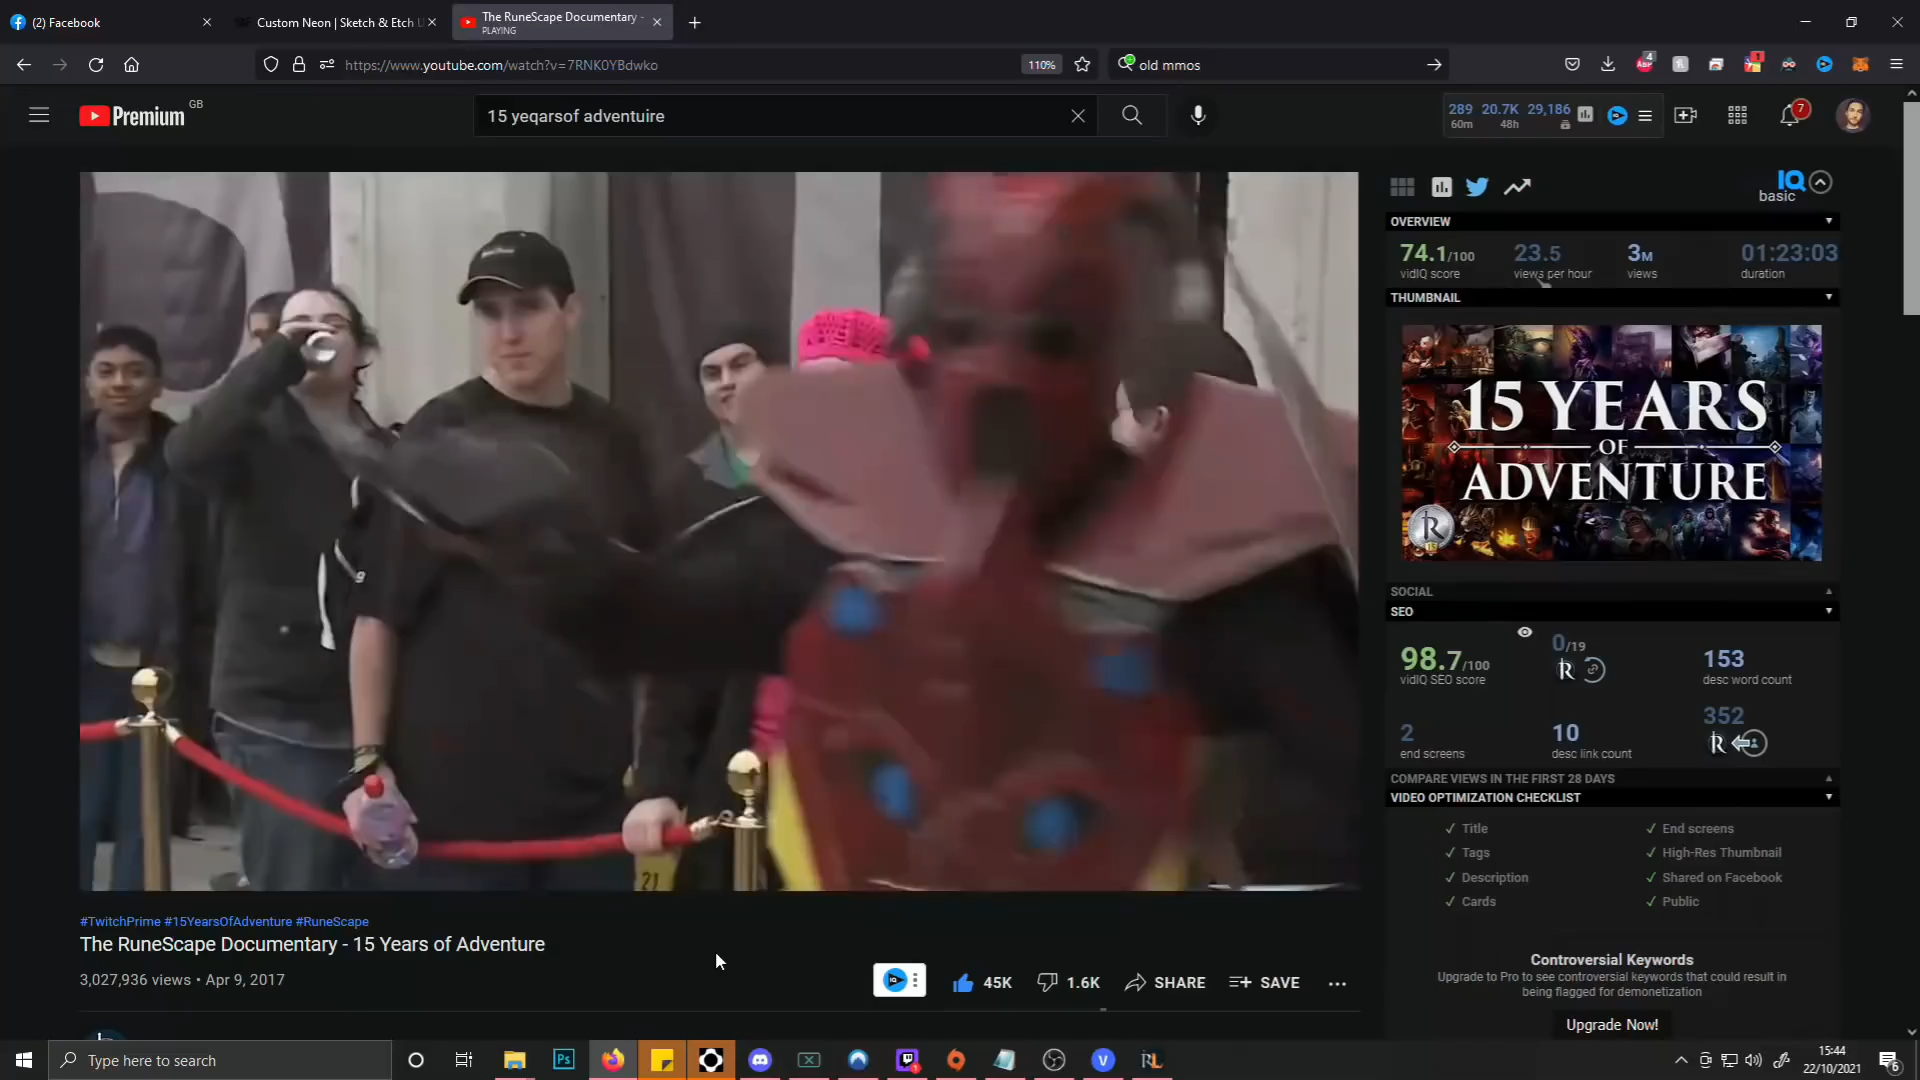 (2) Facebook
Custom Neon | Sketch & Etch U
The RuneScape Documentary -
PLAYING
https://www.youtube.com/watch?v=7RNK0YBdwko
110%
old mmos
4
Premium
GB
15 yeqarsof adventuire
289 20.7K 29,186
60m 48h
7
IQ
basic
OVERVIEW
74.1/100
vidIQ score
23.5
views per hour
3M
views
01:23:03
duration
THUMBNAIL
15 YEARS
OF
ADVENTURE
R
15
SOCIAL
SEO
98.7/100
vidIQ SEO score
0/19
153
desc word count
2
end screens
10
desc link count
352
COMPARE VIEWS IN THE FIRST 28 DAYS
VIDEO OPTIMIZATION CHECKLIST
✓ Title
✓ End screens
✓ Tags
✓ High-Res Thumbnail
✓ Description
✓ Shared on Facebook
✓ Cards
✓ Public
Controversial Keywords
Upgrade to Pro to see controversial keywords that could result in
being flagged for demonetization
Upgrade Now!
21
#TwitchPrime #15YearsOfAdventure #RuneScape
The RuneScape Documentary - 15 Years of Adventure
3,027,936 views • Apr 9, 2017
45K
1.6K
SHARE
SAVE
Type here to search
Ps
1
V
RL
15:44
22/10/2021
6